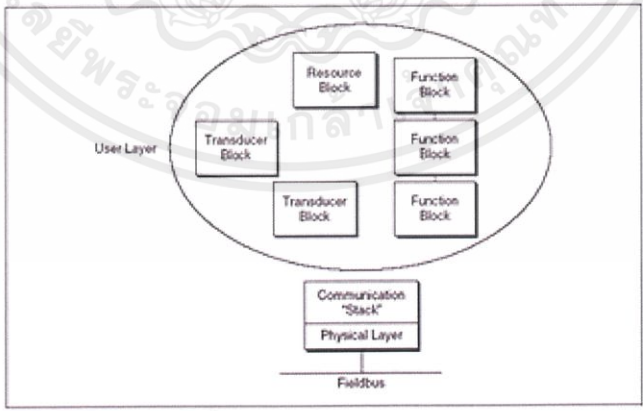 Resource
Block
Function
Block
User Layer
Transducer
Block
Function
Block
Transducer
Block
Function
Block
Communication
"Stack"
Physical Layer
Fieldbus